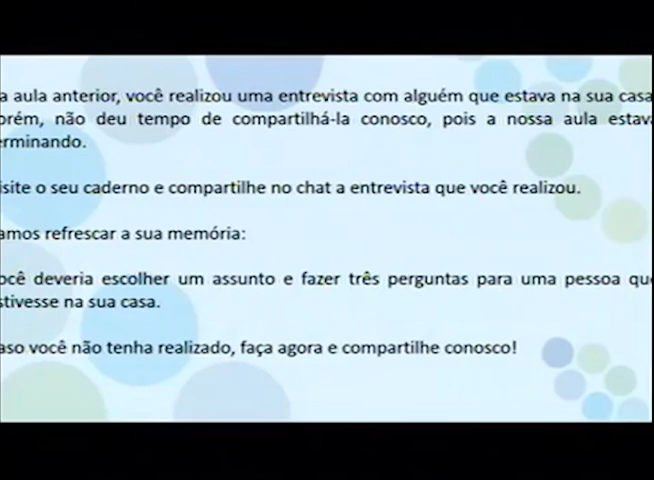 a aula anterior, você realizou uma entrevista com alguém que estava na sua casa
orém, não deu tempo de compartilhá-la conosco, pois a nossa aula estava
erminando.
isite o seu caderno e compartilhe no chat a entrevista que você realizou.
amos refrescar a sua memória:
ocê deveria escolher um assunto e fazer três perguntas para uma pessoa que
stivesse na sua casa.
aso você não tenha realizado, faça agora e compartilhe conosco!